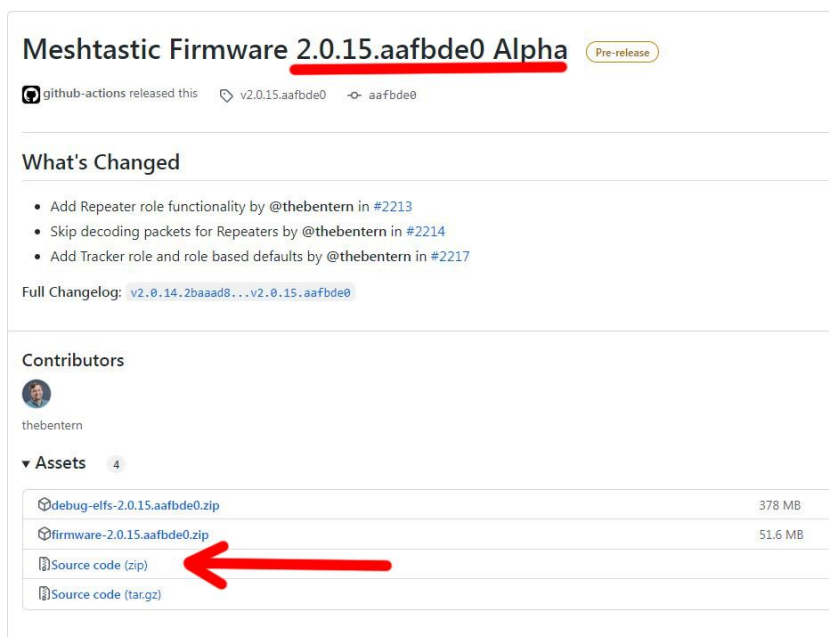 Meshtastic Firmware 2.0.15.aafbde0 Alpha Pre-release
github-actions released this v2.0.15.aafbde0 aafbde0
What's Changed
Add Repeater role functionality by @thebentern in #2213
Skip decoding packets for Repeaters by @thebentern in #2214
Add Tracker role and role based defaults by @thebentern in #2217
Full Changelog: v2.0.14.2baaad8...v2.0.15.aafbde0
Contributors
thebentern
Assets 4
debug-elfs-2.0.15.aafbde0.zip 378 MB
firmware-2.0.15.aafbde0.zip 51.6 MB
Source code (zip)
Source code (tar.gz)